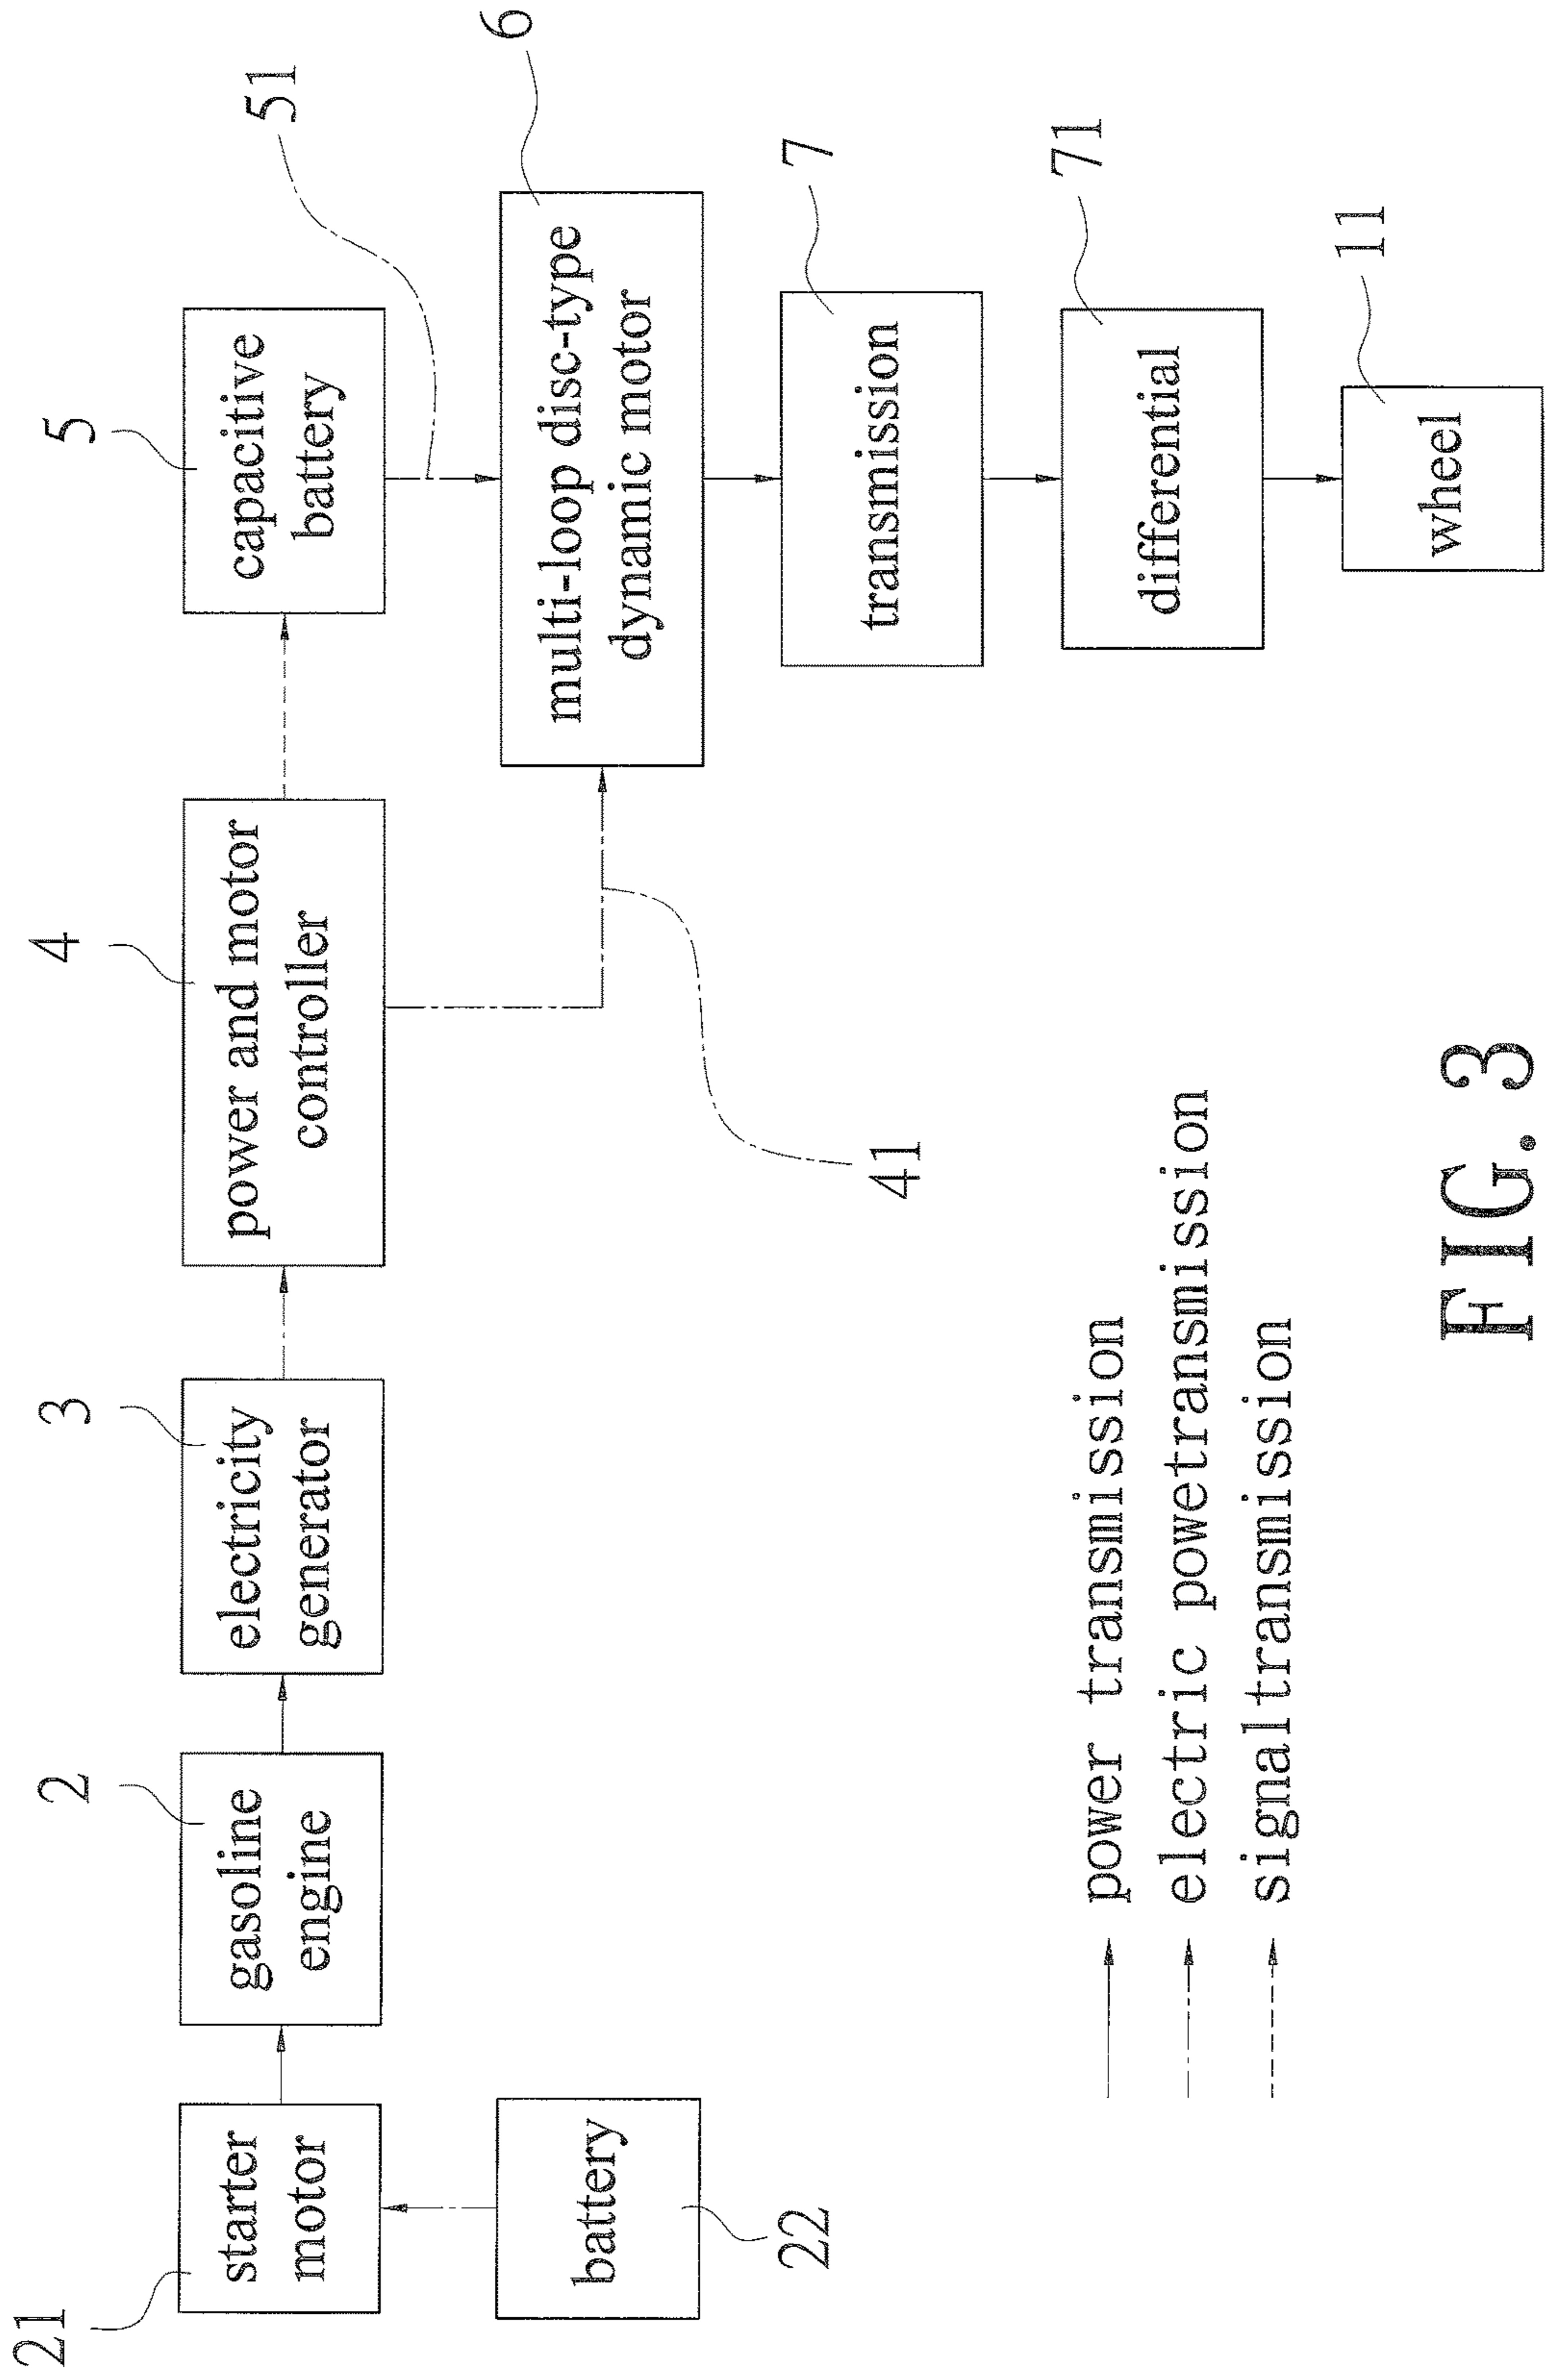 21
starter
motor
battery
22
2
gasoline
engine
3
electricity
generator
4
power and motor
controller
41
5
capacitive
battery
51
6
multi-loop disc-type
dynamic motor
7
transmission
71
differential
11
wheel
power transmission
electric powetransmission
signaltransmission
FIG. 3